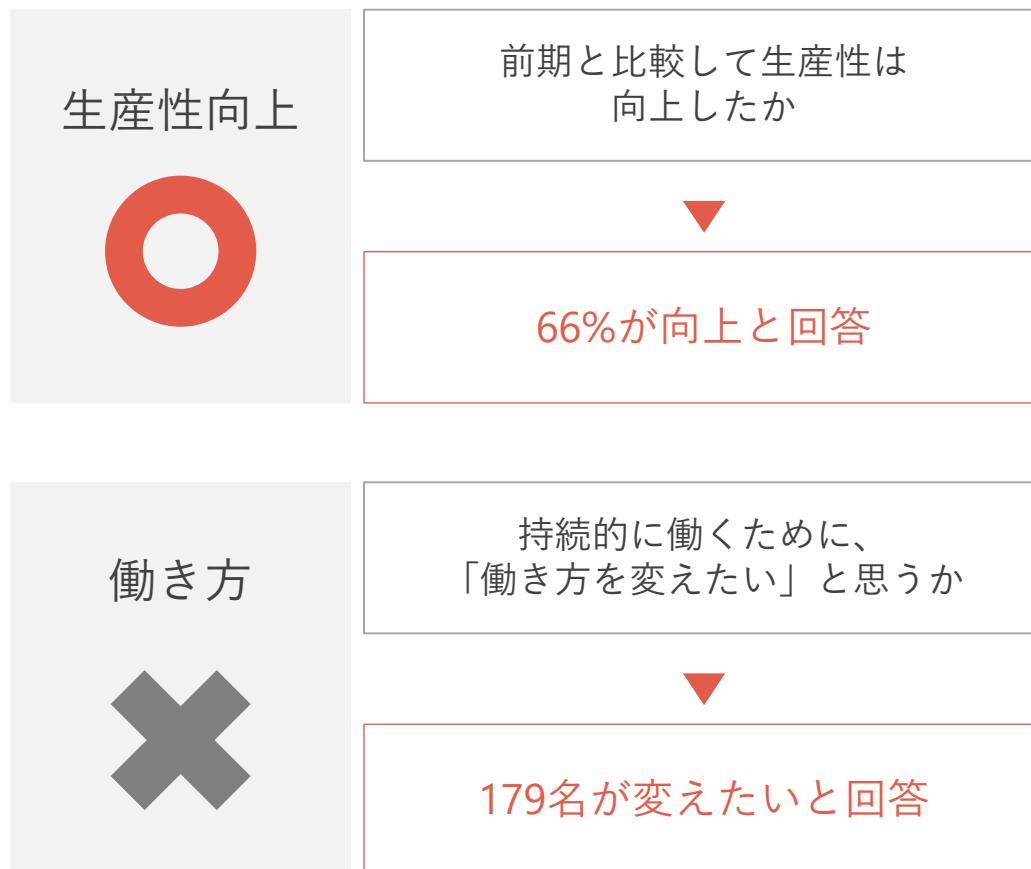 生産性向上
前期と比較して生産性は
向上したか
66%が向上と回答
働き方
持続的に働くために、
「働き方を変えたい」と思うか
179名が変えたいと回答